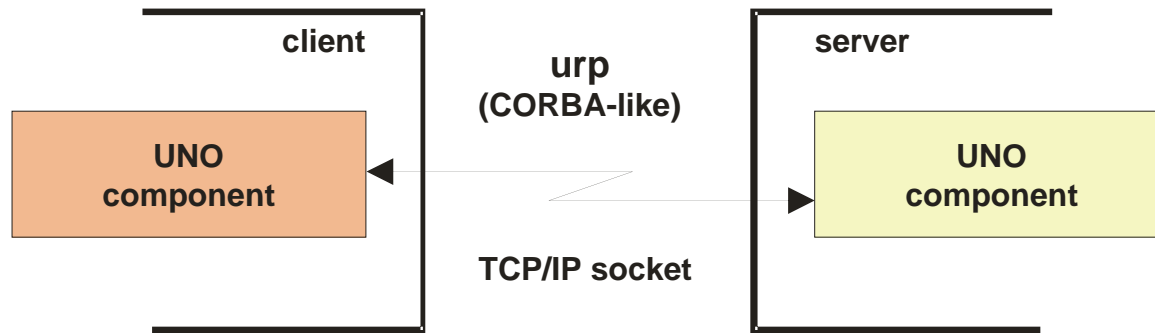 client
server
urp
(CORBA-like)
UNO
component
UNO
component
TCP/IP socket